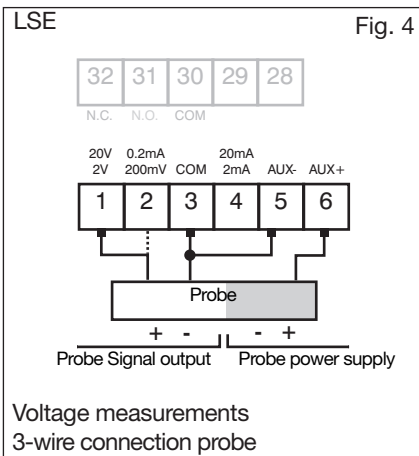 LSE Fig. 4
32 31 30 29 28
N.C. N.O. COM
20V 0.2mA 20mA
2V 200mV COM 2mA AUX- AUX+
1 2 3 4 5 6
Probe
+ - - +
Probe Signal output Probe power supply
Voltage measurements
3-wire connection probe